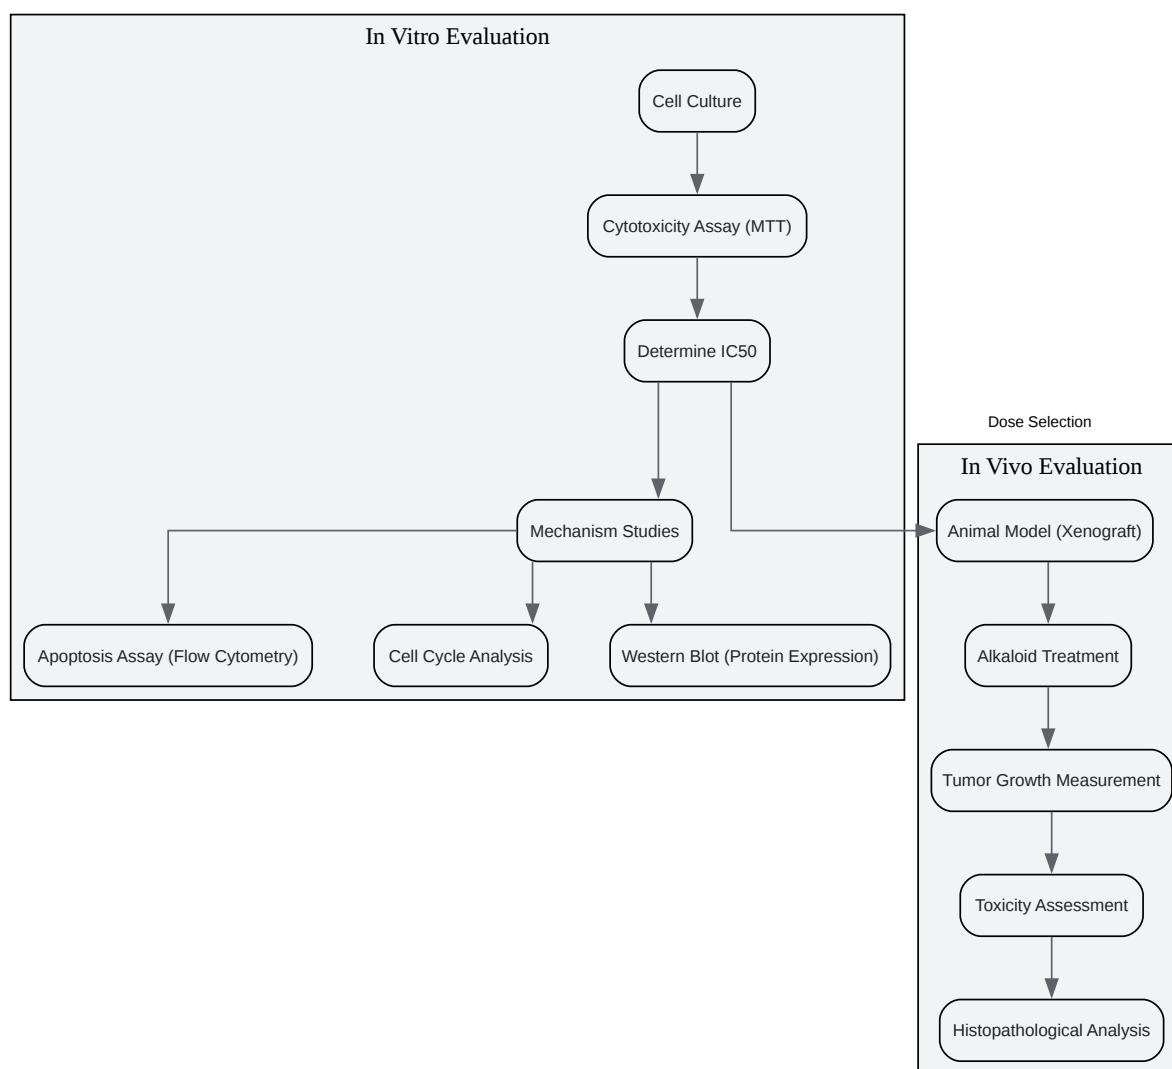 In Vitro Evaluation
Cell Culture
Cytotoxicity Assay (MTT)
Determine IC50
Mechanism Studies
Apoptosis Assay (Flow Cytometry)
Cell Cycle Analysis
Western Blot (Protein Expression)
Dose Selection
In Vivo Evaluation
Animal Model (Xenograft)
Alkaloid Treatment
Tumor Growth Measurement
Toxicity Assessment
Histopathological Analysis